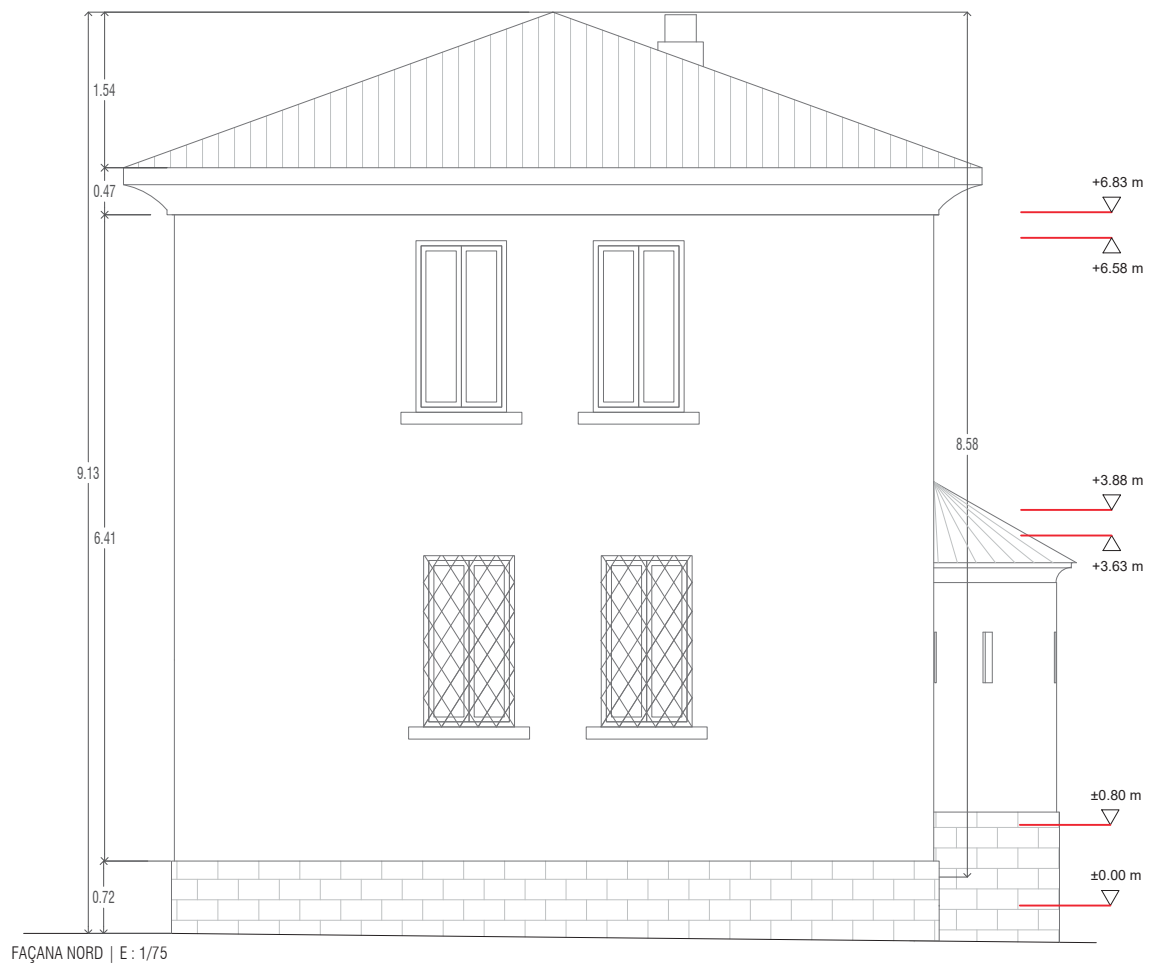 1.54
0.47
+6.83 m
+6.58 m
8.58
9.13
+3.88 m
6.41
+3.63 m
±0.80 m
±0.00 m
0.72
FAÇANA NORD | E : 1/75